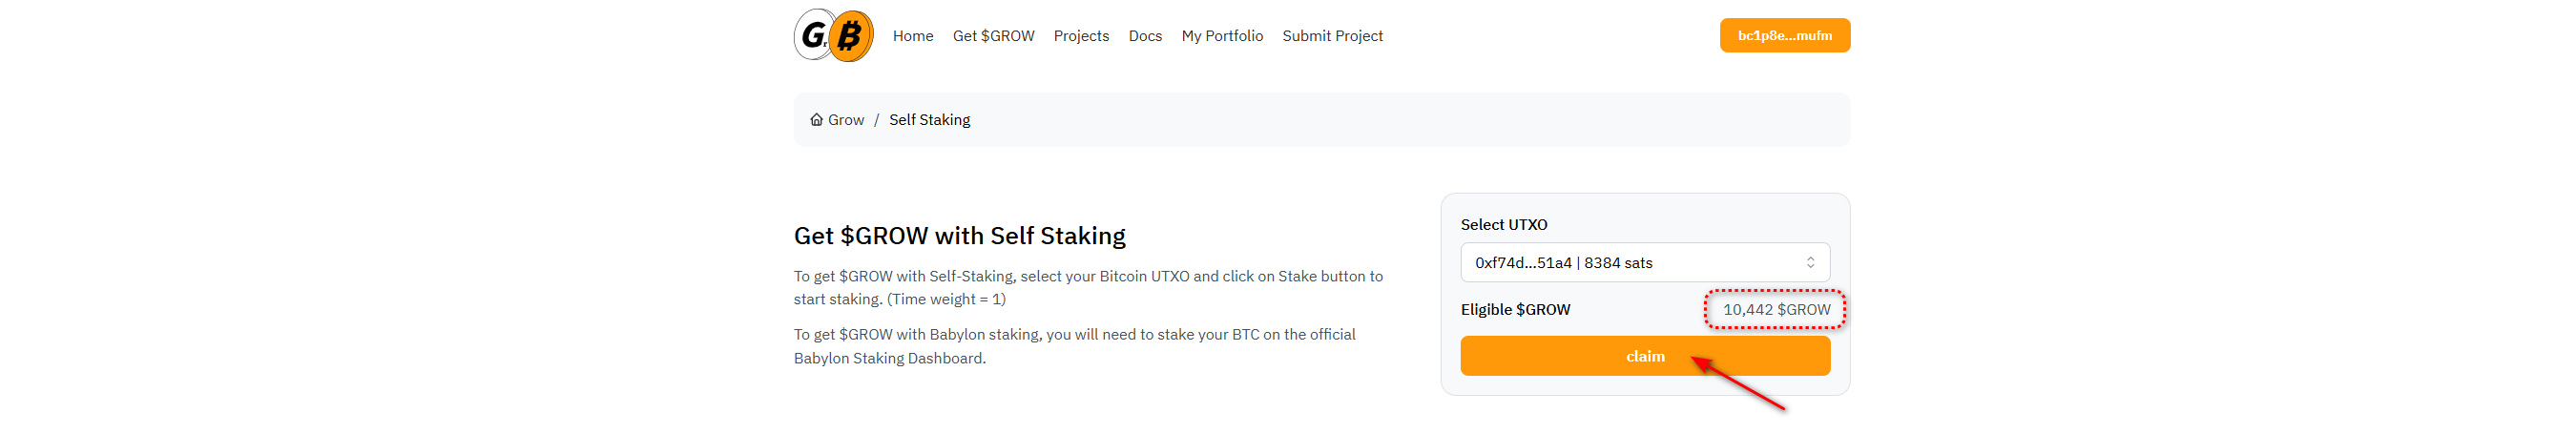 Gr ₿ Home Get $GROW Projects Docs My Portfolio Submit Project bc1p8e...mufm
Grow / Self Staking
Get $GROW with Self Staking
To get $GROW with Self-Staking, select your Bitcoin UTXO and click on Stake button to
start staking. (Time weight = 1)
To get $GROW with Babylon staking, you will need to stake your BTC on the official
Babylon Staking Dashboard.
Select UTXO
0xf74d...51a4 | 8384 sats
Eligible $GROW 10,442 $GROW
claim